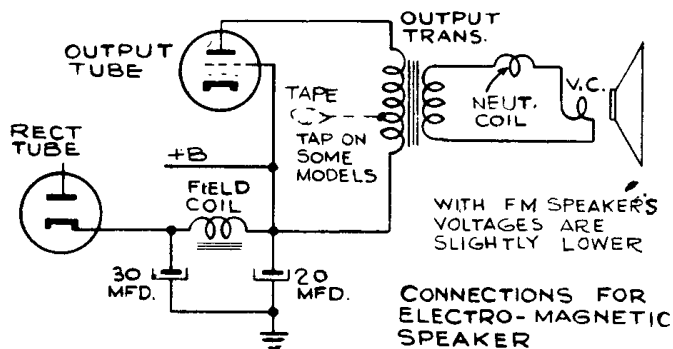 OUTPUT
TRANS.
OUTPUT
TUBE
TAPE
V.C.
NEUT.
COIL
RECT
TUBE
TAP ON
SOME
MODELS
+B
FIELD
COIL
WITH FM SPEAKER'S
VOLTAGES ARE
SLIGHTLY LOWER
30
MFD.
20
MFD.
CONNECTIONS FOR
ELECTRO-MAGNETIC
SPEAKER